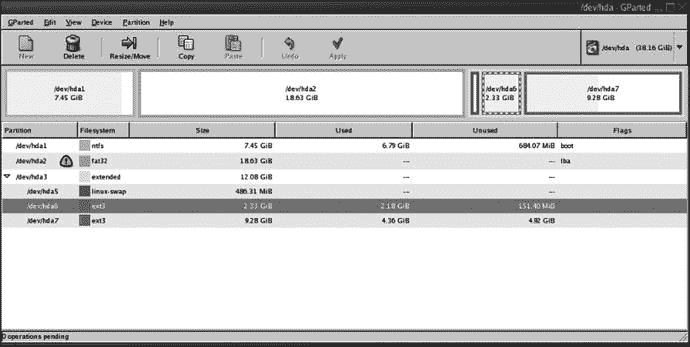 /dev/hda - GParted
GParted Edit View Device Partition Help
New Delete Resize/Move Copy Paste Undo Apply /dev/hda (38.16 GiB)
/dev/hda1 /dev/hda2 /dev/hda6 /dev/hda7
7.45 GiB 18.63 GiB 2.33 GiB 9.28 GiB
Partition Filesystem Size Used Unused Flags
/dev/hda1 ntfs 7.45 GiB 6.79 GiB 684.07 MiB boot
/dev/hda2 fat32 18.63 GiB --- --- lba
/dev/hda3 extended 12.08 GiB --- ---
/dev/hda5 linux-swap 486.31 MiB --- ---
/dev/hda6 ext3 2.33 GiB 2.18 GiB 151.40 MiB
/dev/hda7 ext3 9.28 GiB 4.36 GiB 4.92 GiB
0 operations pending